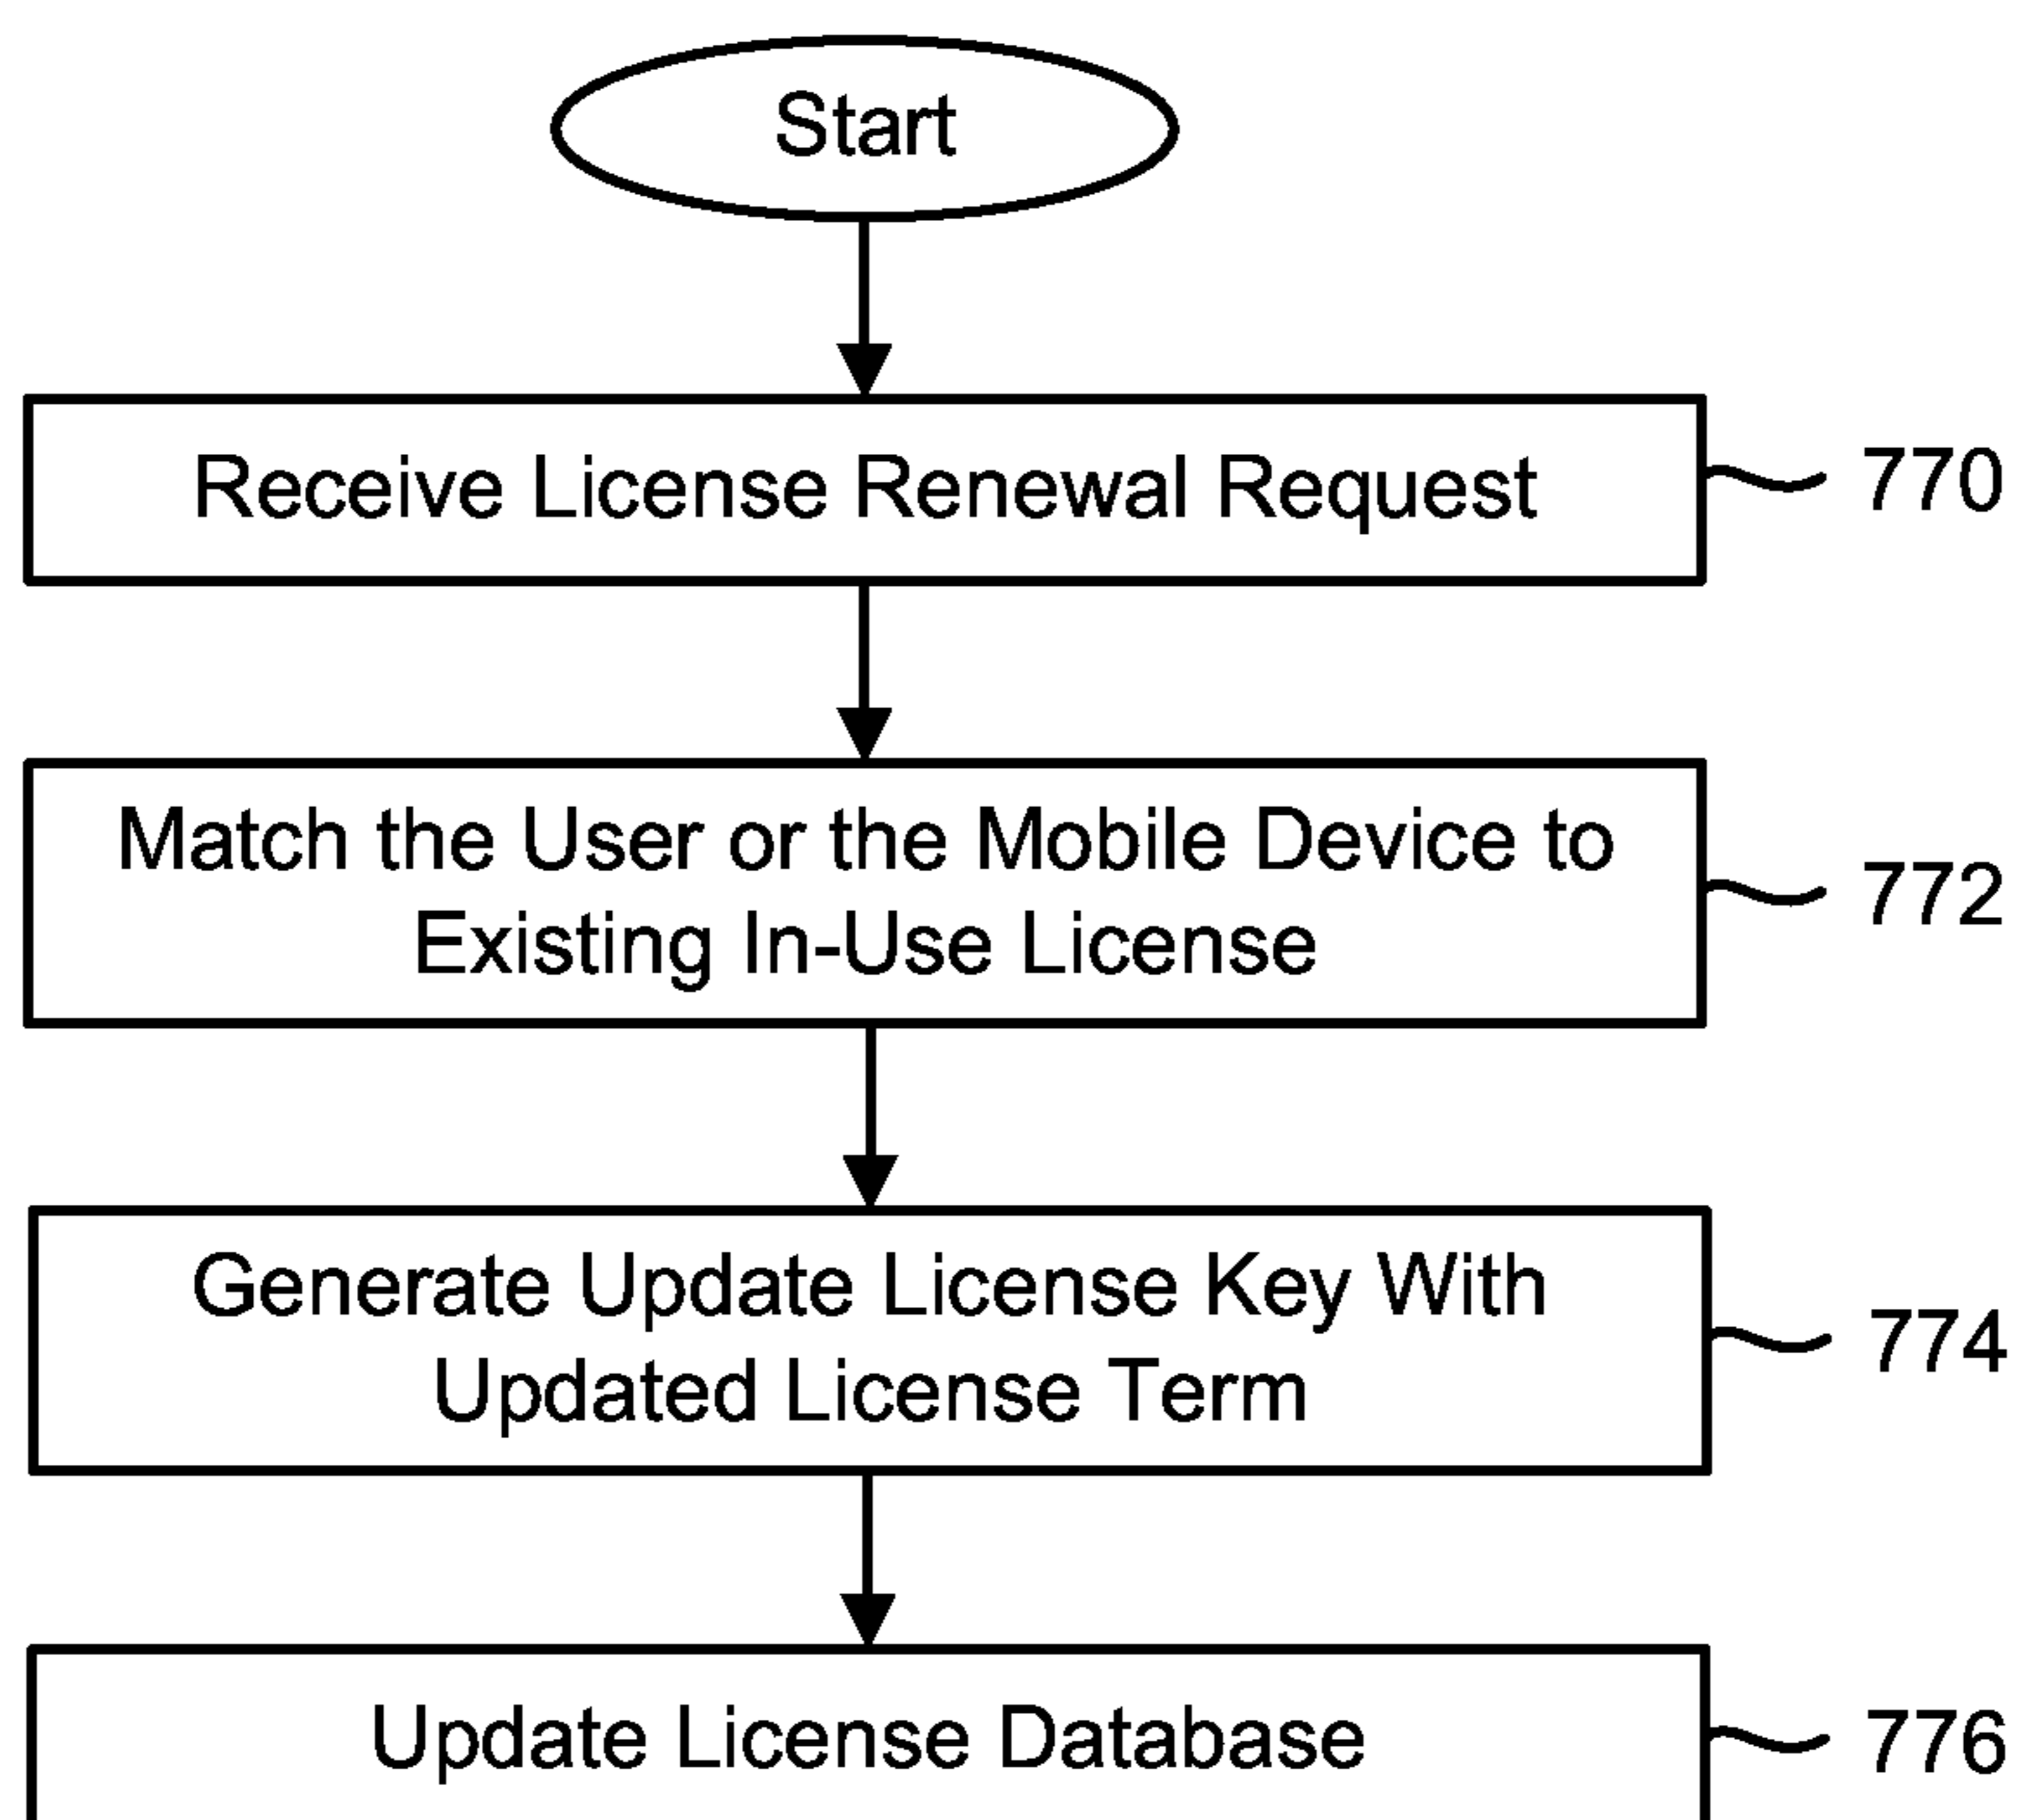 Start
Receive License Renewal Request
770
Match the User or the Mobile Device to
Existing In-Use License
772
Generate Update License Key With
Updated License Term
774
Update License Database
776